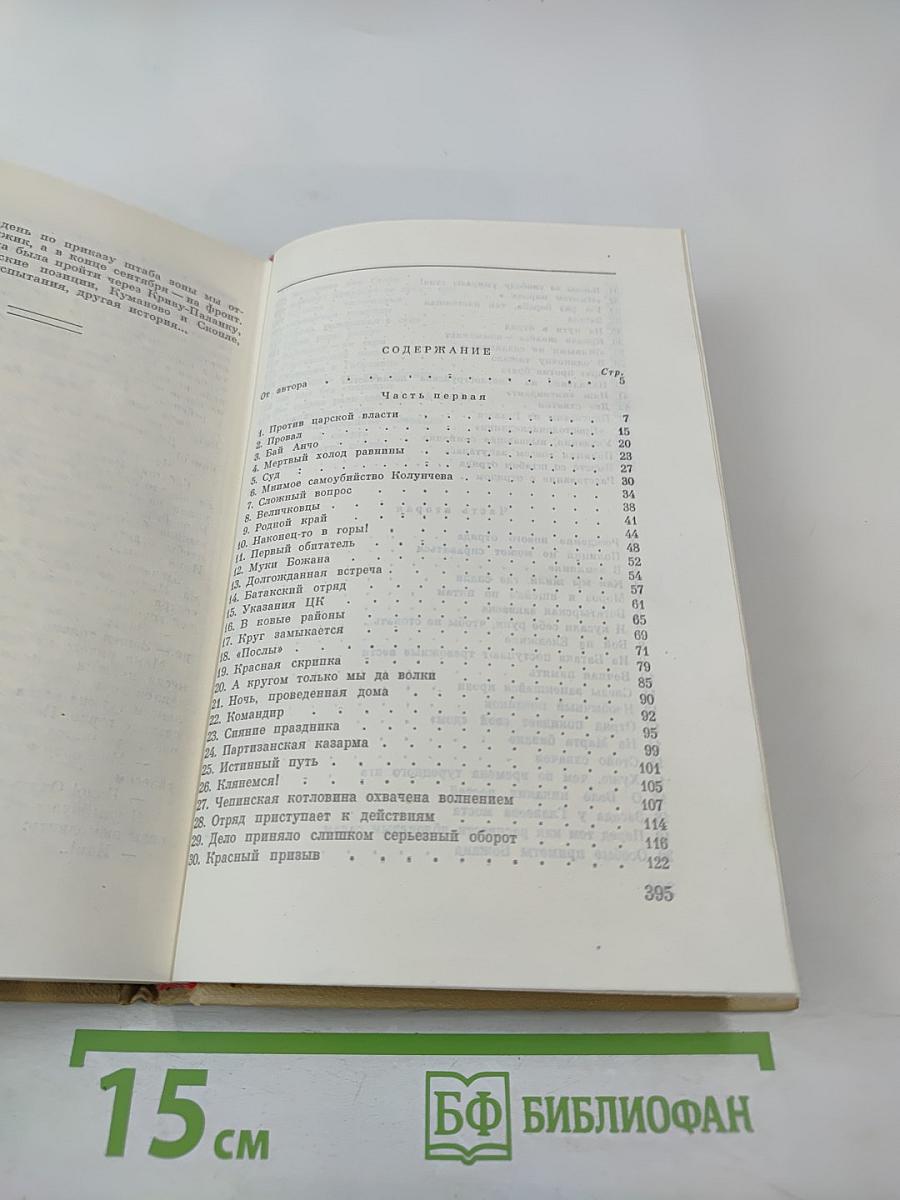 день по приказу штаба зоны мы от-
жик, а в конце сентября — на фронт.
а была пройти через Криву-Паланку,
ские позиции, Куманово и Скопле,
спытания, другая история...
СОДЕРЖАНИЕ
Стр.
От автора . . . . . . . . . . . . . . 5
Часть первая
1. Против царской власти . . . . . . . . 7
2. Провал . . . . . . . . . . . . 15
3. Бай Анчо . . . . . . . . . . . . 20
4. Мертвый холод равнины . . . . . . . . 23
5. Суд . . . . . . . . . . . . . 27
6. Мнимое самоубийство Колунчева . . . . . . 30
7. Сложный вопрос . . . . . . . . . . 34
8. Величковцы . . . . . . . . . . . 38
9. Родной край . . . . . . . . . . . 41
10. Наконец-то в горы! . . . . . . . . . 44
11. Первый обитатель . . . . . . . . . . 48
12. Муки Божана . . . . . . . . . . . 52
13. Долгожданная встреча . . . . . . . . . 54
14. Батакский отряд . . . . . . . . . . 57
15. Указания ЦК . . . . . . . . . . . 61
16. В ковые районы . . . . . . . . . . 65
17. Круг замыкается . . . . . . . . . . 69
18. «Послы» . . . . . . . . . . . . 71
19. Красная скрипка . . . . . . . . . . 79
20. А кругом только мы да волки . . . . . . . 85
21. Ночь, проведенная дома . . . . . . . . 90
22. Командир . . . . . . . . . . . . 92
23. Сияние праздника . . . . . . . . . . 95
24. Партизанская казарма . . . . . . . . . 99
25. Истинный путь . . . . . . . . . . . 101
26. Клянемся! . . . . . . . . . . . . 105
27. Чепинская котловина охвачена волнением . . . . 107
28. Отряд приступает к действиям . . . . . . . 114
29. Дело приняло слишком серьезный оборот . . . . 116
30. Красный призыв . . . . . . . . . . . 122
395
15 см
БФ БИБЛИОФАН